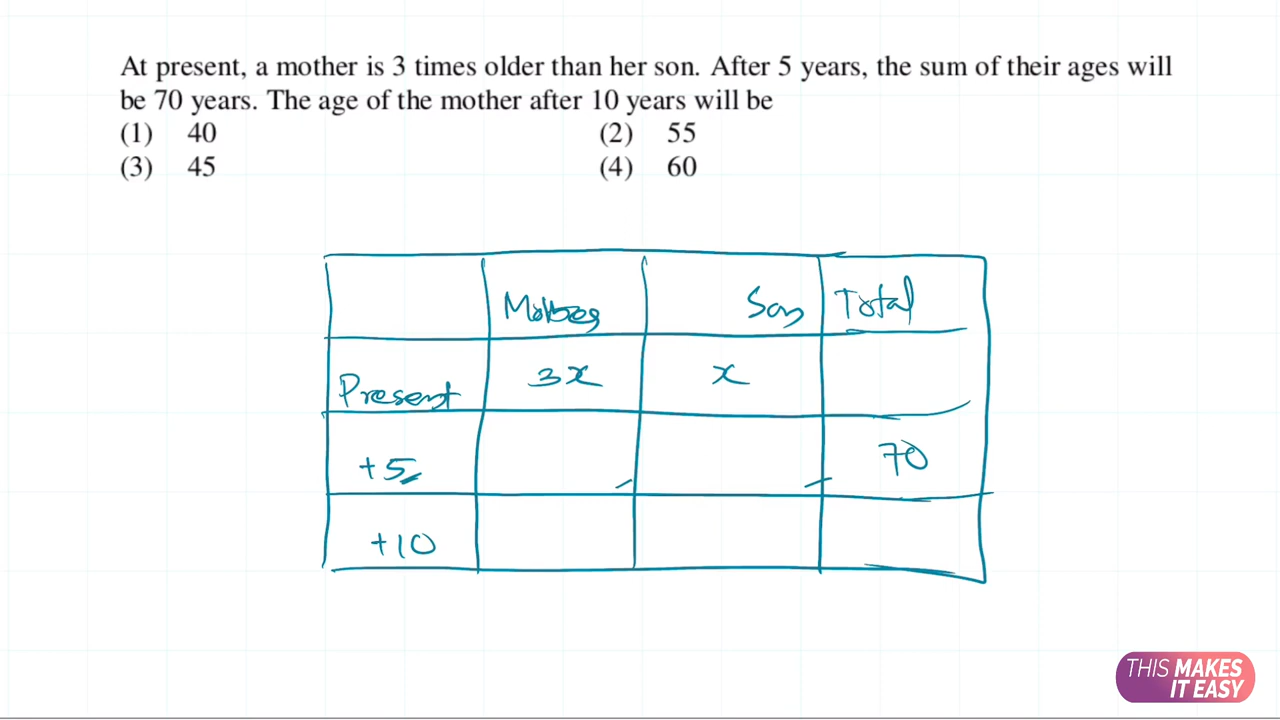 At present, a mother is 3 times older than her son. After 5 years, the sum of their ages will
be 70 years. The age of the mother after 10 years will be
(1) 40 (2) 55
(3) 45 (4) 60
Mother Son Total
Present 3x x
+5 70
+10
THIS MAKES
IT EASY